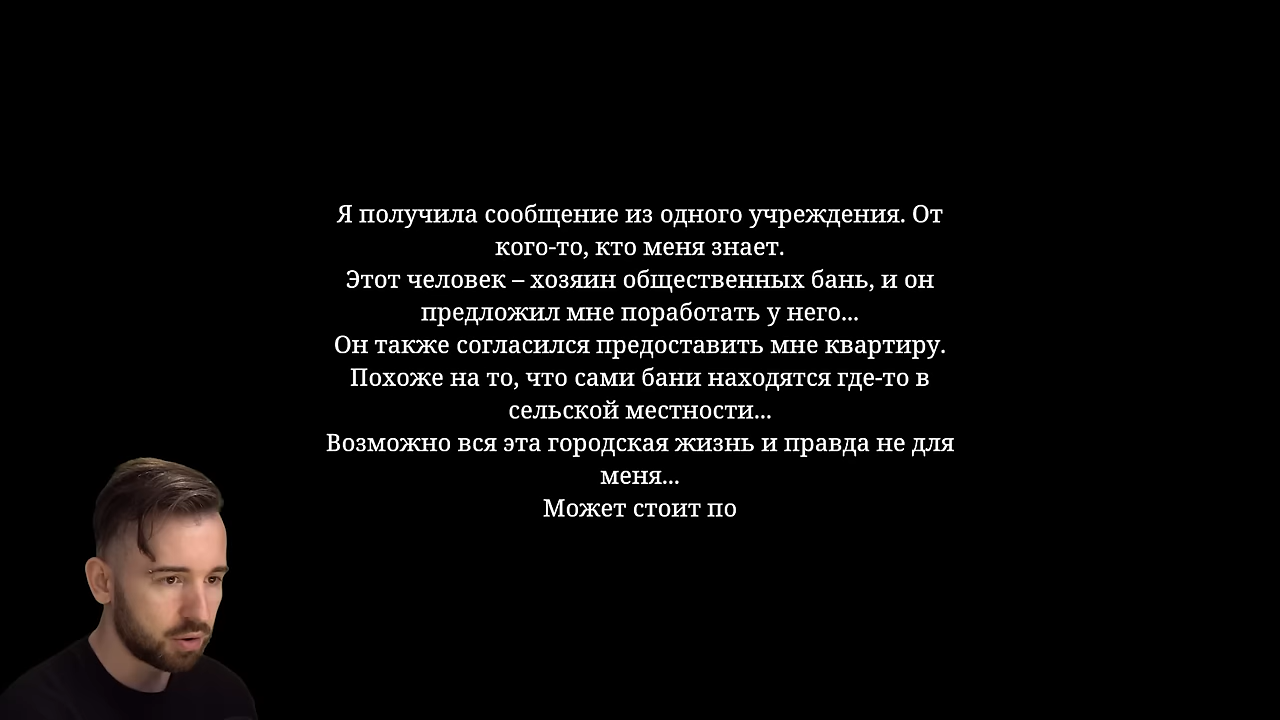 Я получила сообщение из одного учреждения. От
кого-то, кто меня знает.
Этот человек – хозяин общественных бань, и он
предложил мне поработать у него...
Он также согласился предоставить мне квартиру.
Похоже на то, что сами бани находятся где-то в
сельской местности...
Возможно вся эта городская жизнь и правда не для
меня...
Может стоит по